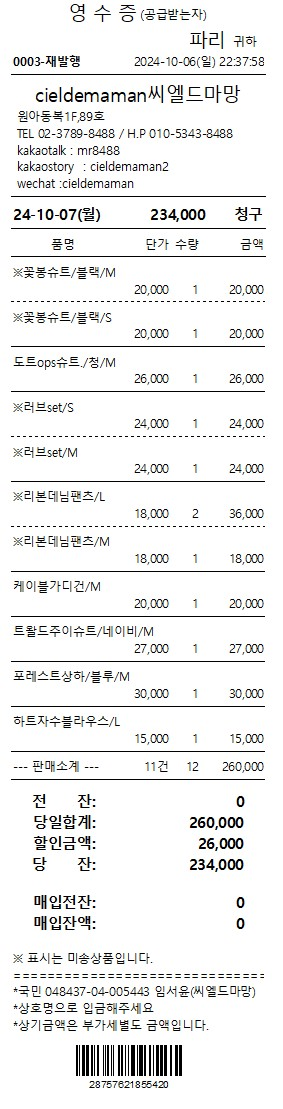 영 수 증 (공급받는자)
파리 귀하
0003-재발행 2024-10-06(일) 22:37:58
cieldemaman씨엘드마망
원아동복1F,89호
TEL 02-3789-8488 / H.P 010-5343-8488
kakaotalk : mr8488
kakaostory : cieldemaman2
wechat :cieldemaman
24-10-07(월) 234,000 청구
품명 단가 수량 금액
※꽃봉슈트/블랙/M
20,000 1 20,000
※꽃봉슈트/블랙/S
20,000 1 20,000
도트ops슈트./청/M
26,000 1 26,000
※러브set/S
24,000 1 24,000
※러브set/M
24,000 1 24,000
※리본데님팬츠/L
18,000 2 36,000
※리본데님팬츠/M
18,000 1 18,000
케이블가디건/M
20,000 1 20,000
트왈드주이슈트/네이비/M
27,000 1 27,000
포레스트상하/블루/M
30,000 1 30,000
하트자수블라우스/L
15,000 1 15,000
--- 판매소계 --- 11건 12 260,000
전 잔: 0
당일합계: 260,000
할인금액: 26,000
당 잔: 234,000
매입전잔: 0
매입잔액: 0
※ 표시는 미송상품입니다.
==============================
*국민 048437-04-005443 임서윤(씨엘드마망)
*상호명으로 입금해주세요
*상기금액은 부가세별도 금액입니다.
28757621855420